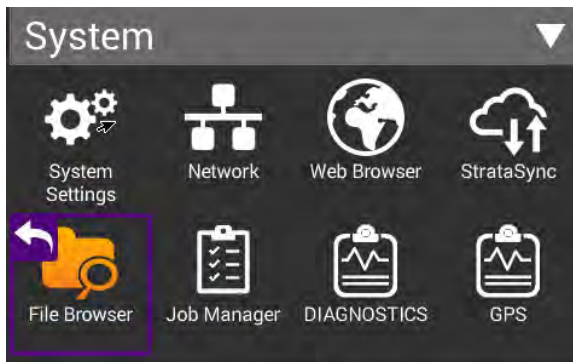 System
System
Settings
Network
Web Browser
StrataSync
File Browser
Job Manager
DIAGNOSTICS
GPS